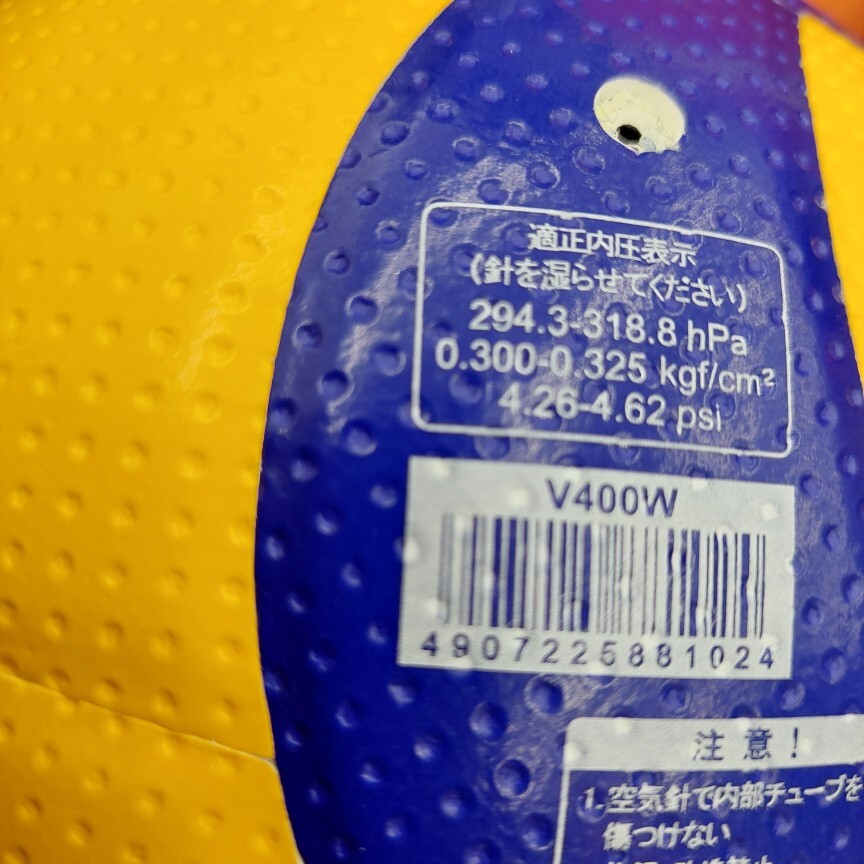 適正内圧表示
(針を湿らせてください)
294.3-318.8 hPa
0.300-0.325 kgf/cm²
4.26-4.62 psi
V400W
4907225881024
注意!
1.空気針で内部チューブを
傷つけない